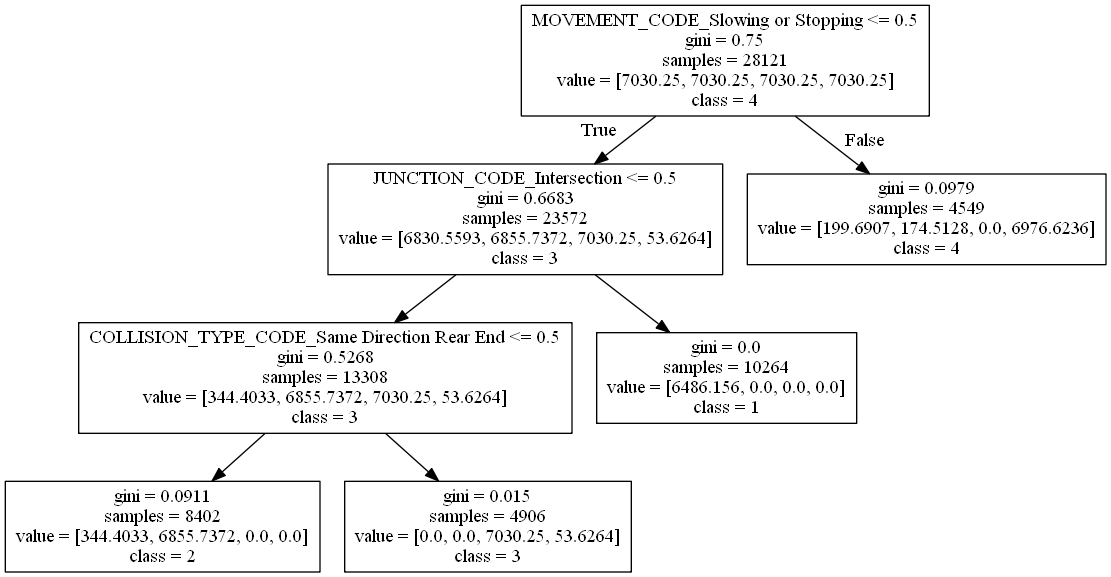 MOVEMENT_CODE_Slowing or Stopping <= 0.5
gini = 0.75
samples = 28121
value = [7030.25, 7030.25, 7030.25, 7030.25]
class = 4
True
False
JUNCTION_CODE_Intersection <= 0.5
gini = 0.6683
samples = 23572
value = [6830.5593, 6855.7372, 7030.25, 53.6264]
class = 3
gini = 0.0979
samples = 4549
value = [199.6907, 174.5128, 0.0, 6976.6236]
class = 4
COLLISION_TYPE_CODE_Same Direction Rear End <= 0.5
gini = 0.5268
samples = 13308
value = [344.4033, 6855.7372, 7030.25, 53.6264]
class = 3
gini = 0.0
samples = 10264
value = [6486.156, 0.0, 0.0, 0.0]
class = 1
gini = 0.0911
samples = 8402
value = [344.4033, 6855.7372, 0.0, 0.0]
class = 2
gini = 0.015
samples = 4906
value = [0.0, 0.0, 7030.25, 53.6264]
class = 3